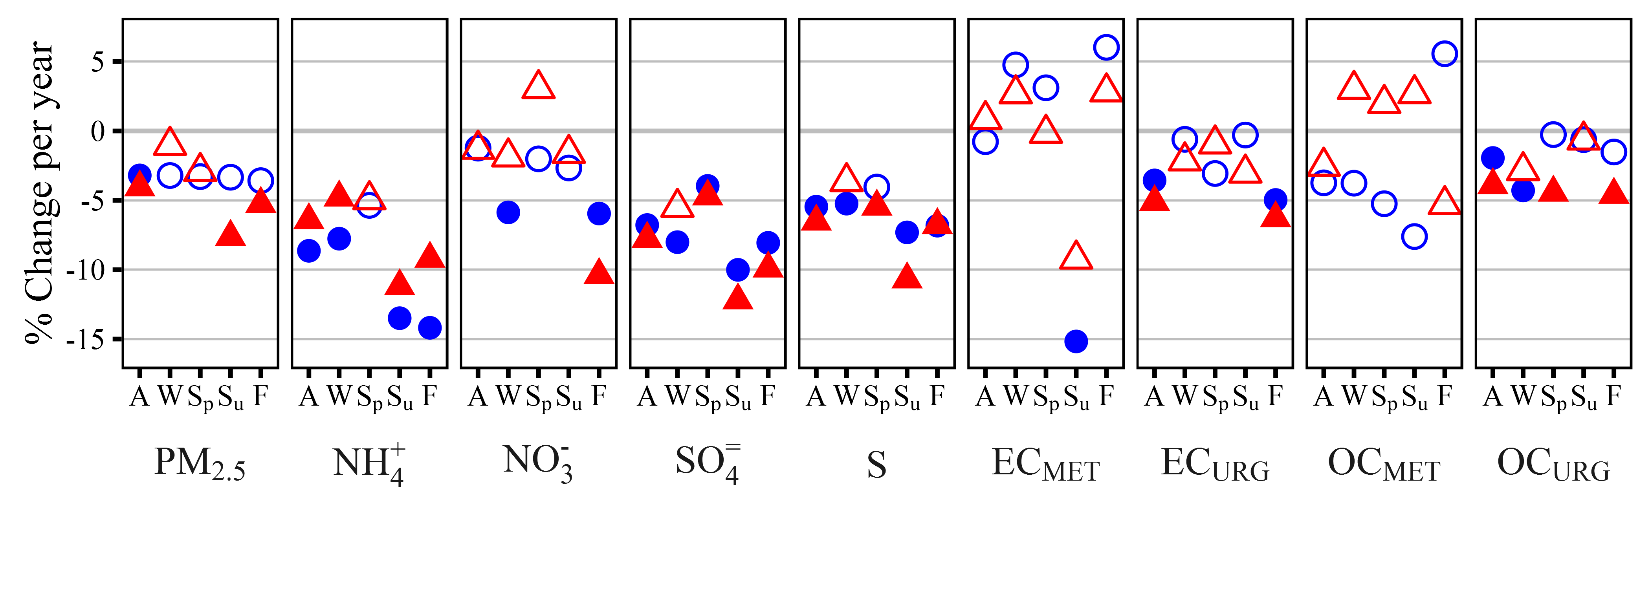 % Change per year
5
0
-5
-10
-15
A W Sp Su F A W Sp Su F A W Sp Su F A W Sp Su F A W Sp Su F A W Sp Su F A W Sp Su F A W Sp Su F A W Sp Su F
PM2.5 NH4+ NO3- SO4= S ECMET ECURG OCMET OCURG